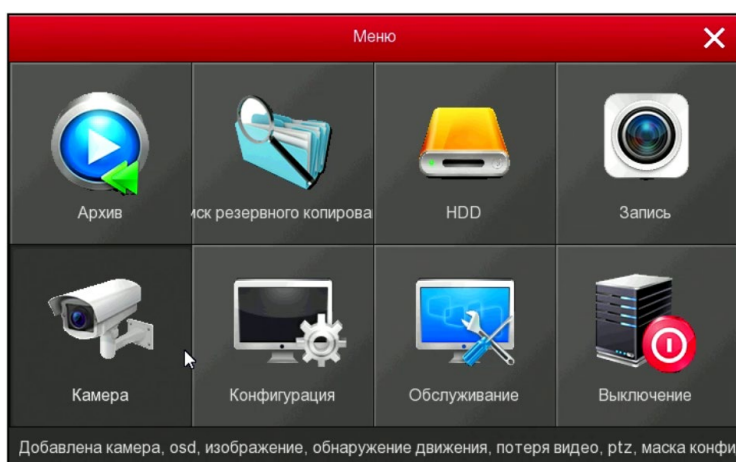 Меню
Архив
иск резервного копирова
HDD
Запись
Камера
Конфигурация
Обслуживание
Выключение
Добавлена камера, osd, изображение, обнаружение движения, потеря видео, ptz, маска конфи